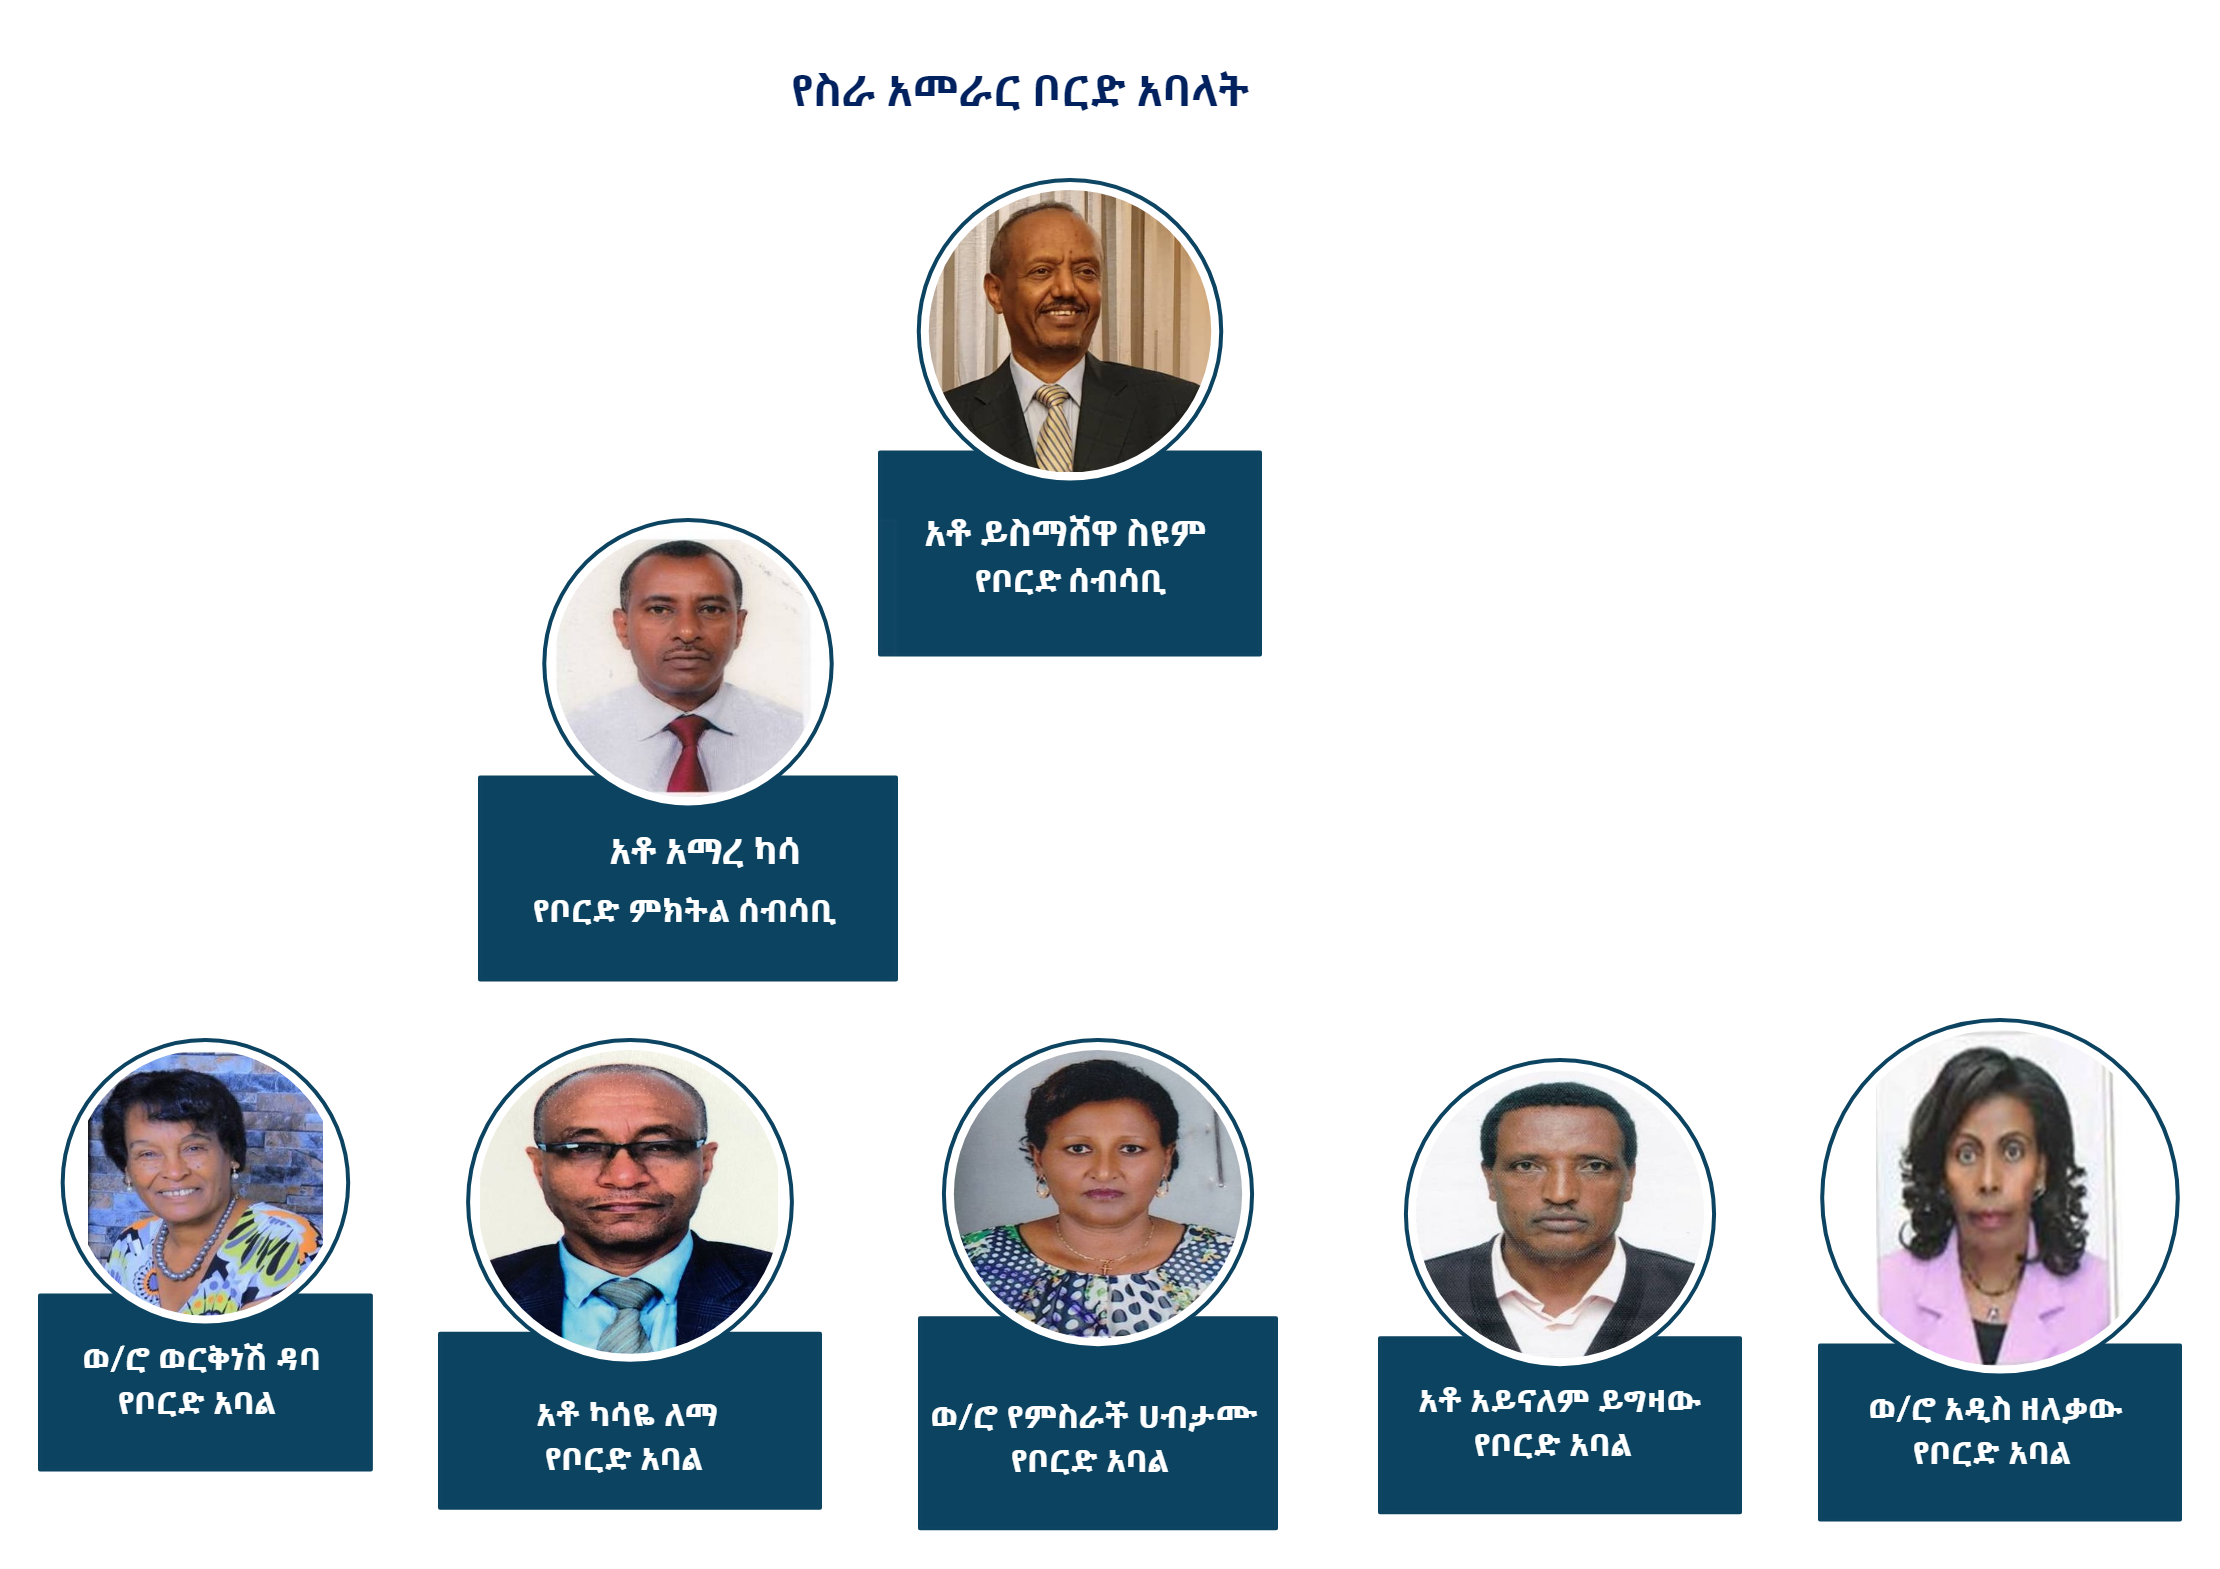 የስራ አመራር ቦርድ አባላት
አቶ ይስማሸዋ ስዩም
የቦርድ ሰብሳቢ
አቶ አማረ ካሳ
የቦርድ ምክትል ሰብሳቢ
ወ/ሮ ወርቅነሽ ዳባ
የቦርድ አባል
አቶ ካሳዬ ለማ
የቦርድ አባል
ወ/ሮ የምስራች ሀብታሙ
የቦርድ አባል
አቶ አይናለም ይግዛው
የቦርድ አባል
ወ/ሮ አዲስ ዘለቃው
የቦርድ አባል